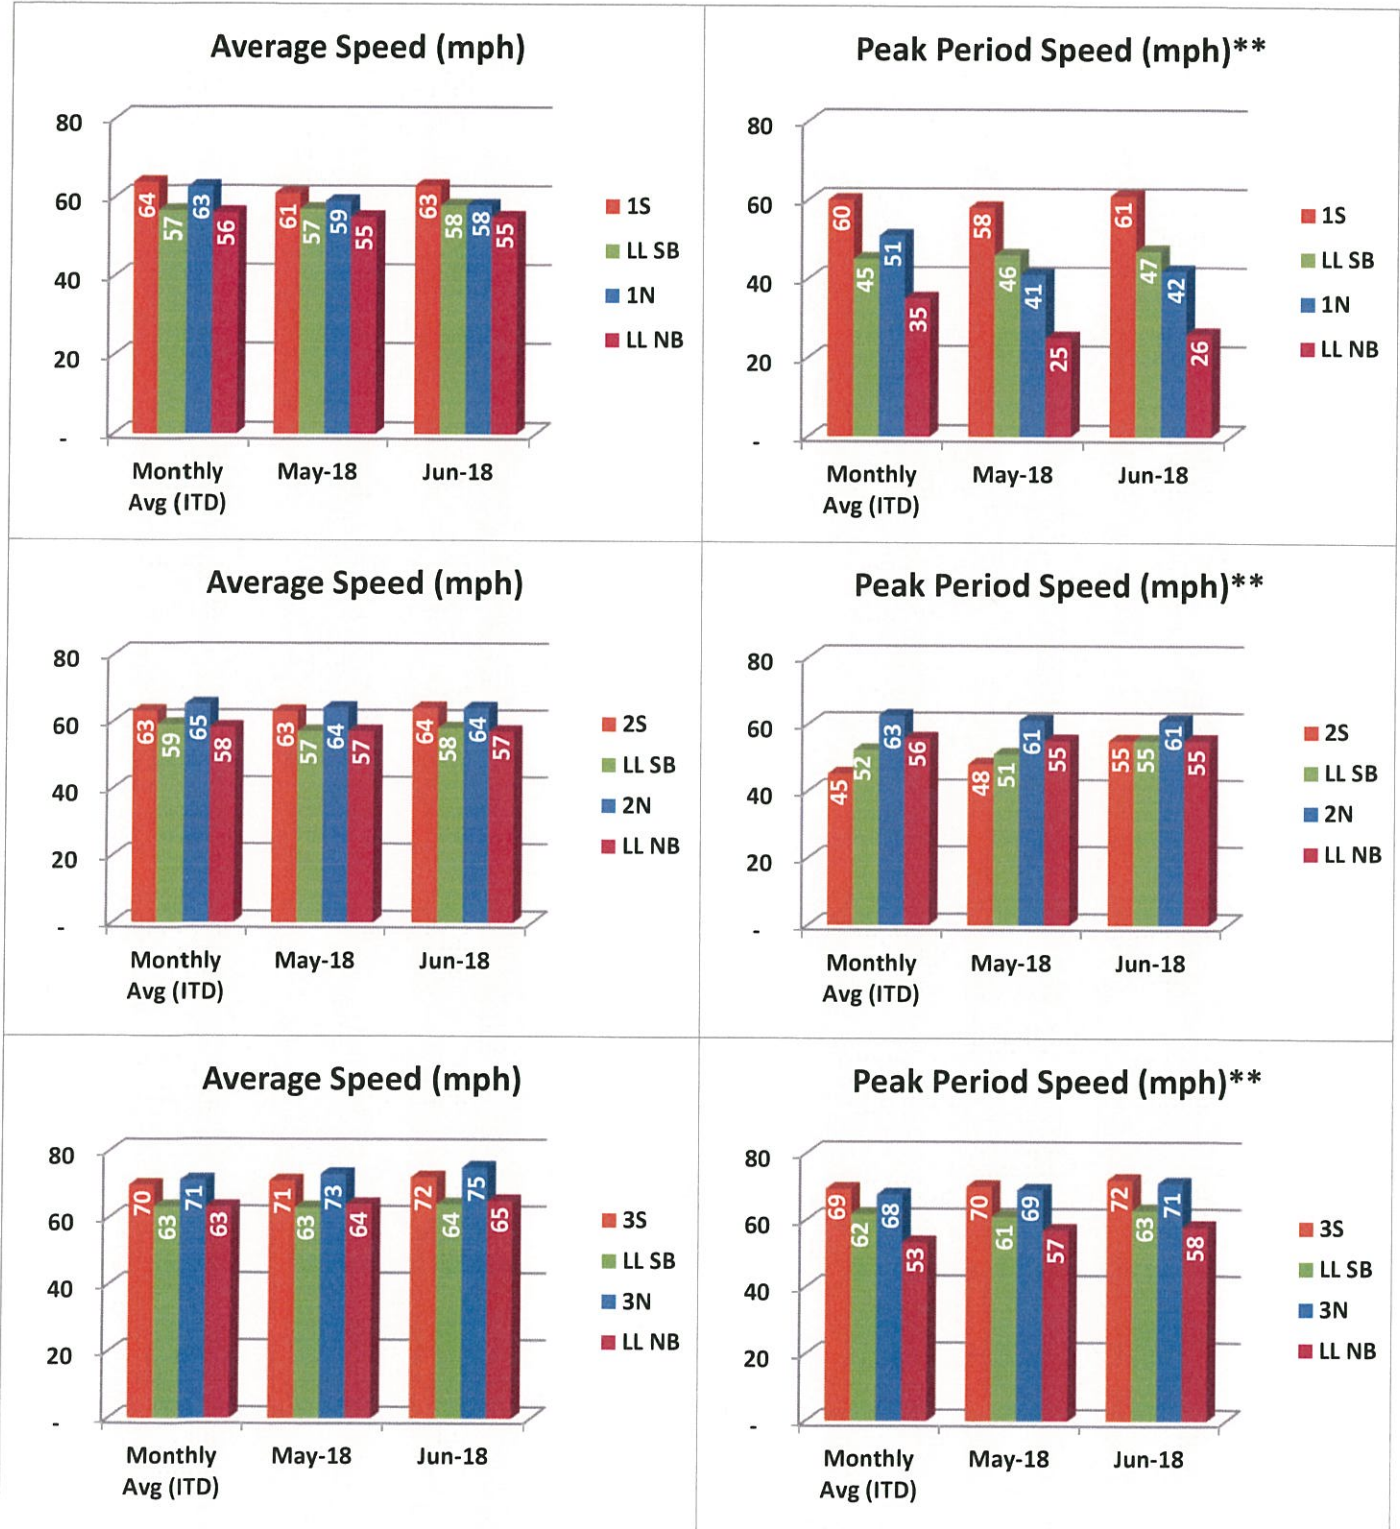 Average Speed (mph)
80
60
40
20
-
64
57
63
56
61
57
59
55
63
58
58
55
Monthly
Avg (ITD)
May-18
Jun-18
1S
LL SB
1N
LL NB
Peak Period Speed (mph)**
80
60
40
20
-
60
45
51
35
58
46
41
25
61
47
42
26
Monthly
Avg (ITD)
May-18
Jun-18
1S
LL SB
1N
LL NB
Average Speed (mph)
80
60
40
20
-
63
59
65
58
63
57
64
57
64
58
64
57
Monthly
Avg (ITD)
May-18
Jun-18
2S
LL SB
2N
LL NB
Peak Period Speed (mph)**
80
60
40
20
-
45
52
63
56
48
51
61
55
55
55
61
55
Monthly
Avg (ITD)
May-18
Jun-18
2S
LL SB
2N
LL NB
Average Speed (mph)
80
60
40
20
-
70
63
71
63
71
63
73
64
72
64
75
65
Monthly
Avg (ITD)
May-18
Jun-18
3S
LL SB
3N
LL NB
Peak Period Speed (mph)**
80
60
40
20
-
69
62
68
53
70
61
69
57
72
63
71
58
Monthly
Avg (ITD)
May-18
Jun-18
3S
LL SB
3N
LL NB